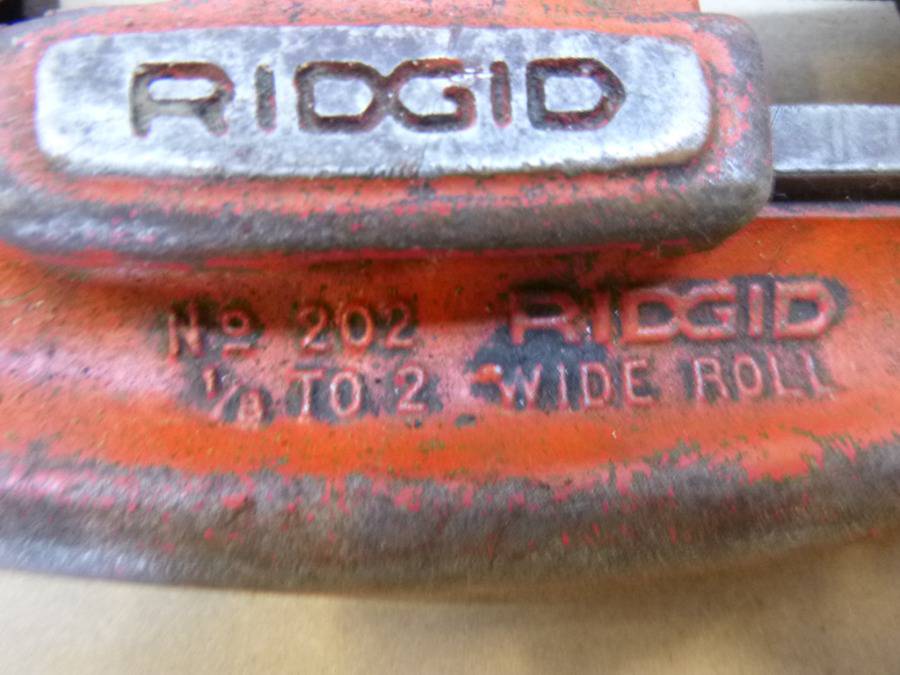 RIDGID
Nº 202 RIDGID
1/8 TO 2 WIDE ROLL